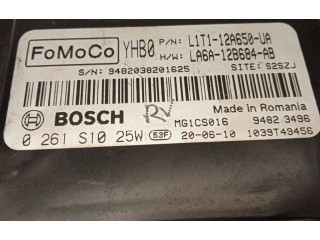 FoMoCo YHB0 P/N: L1T1-12A650-UA
H/W: LA6A-12B684-AB
S/N: 9482038201625 SITE: S2SZJ
BOSCH Made in Romania
MG1CS016 9482 3496
0 261 S10 25W 53F 20-06-10 1039T49456